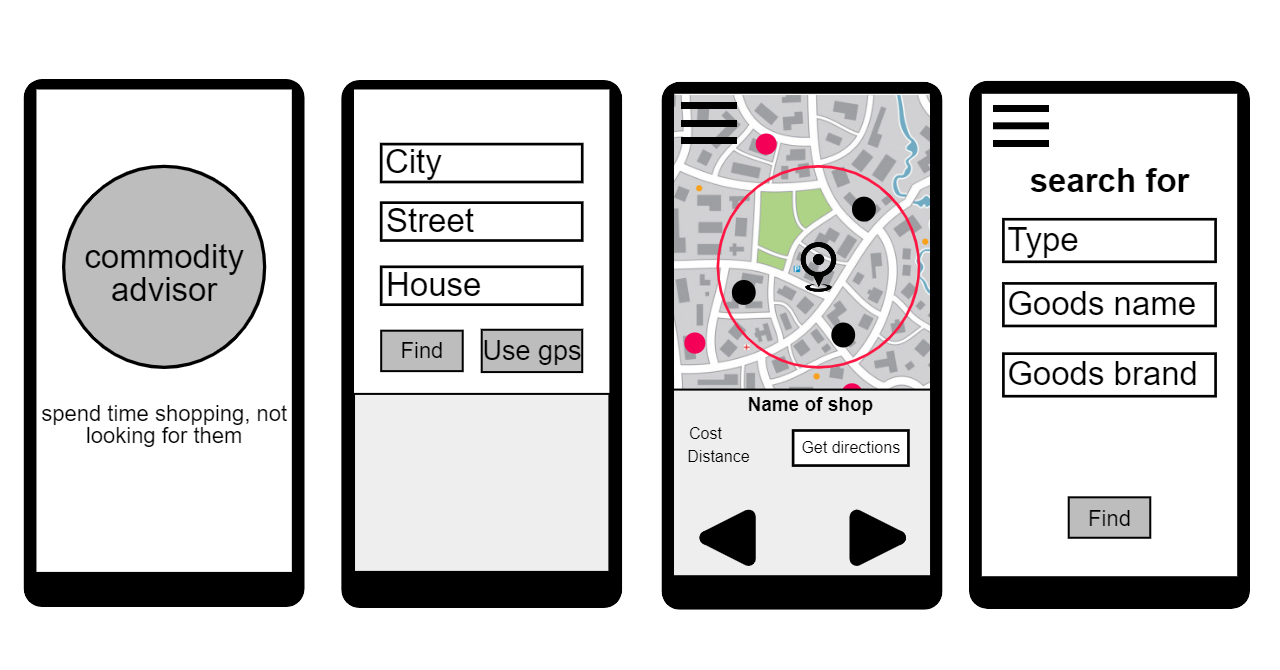 commodity
advisor
spend time shopping, not
looking for them
City
Street
House
Find
Use gps
P
Name of shop
Cost
Distance
Get directions
search for
Type
Goods name
Goods brand
Find